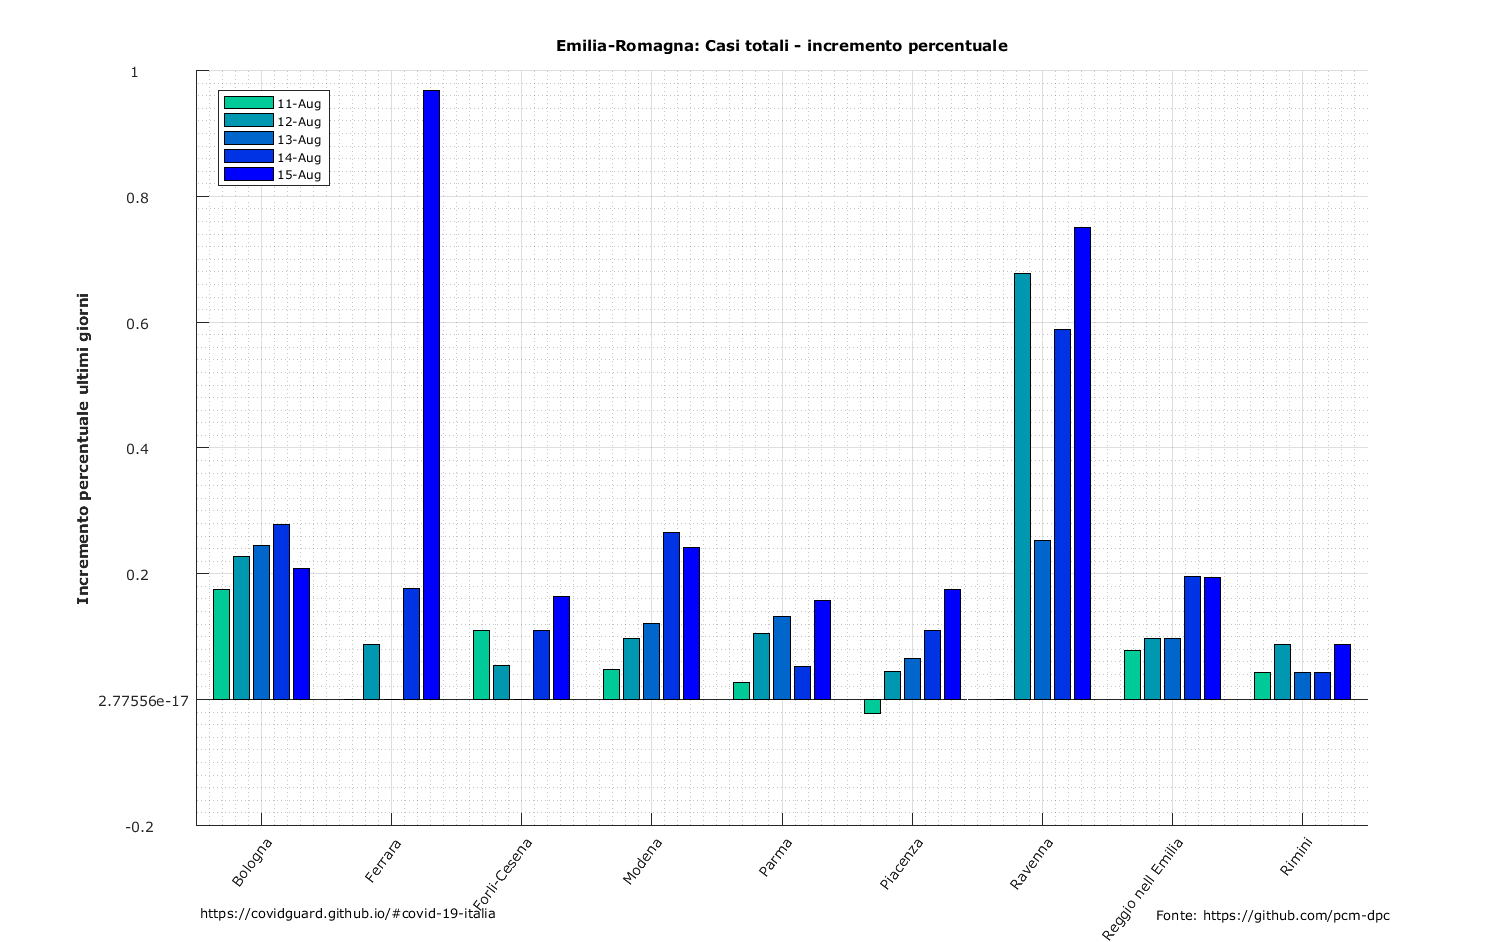 Emilia-Romagna: Casi totali - incremento percentuale
1
0.8
0.6
0.4
0.2
2.77556e-17
-0.2
Incremento percentuale ultimi giorni
11-Aug
12-Aug
13-Aug
14-Aug
15-Aug
Bologna
Ferrara
Forlì-Cesena
Modena
Parma
Piacenza
Ravenna
Reggio nell Emilia
Rimini
https://covidguard.github.io/#covid-19-italia
Fonte: https://github.com/pcm-dpc